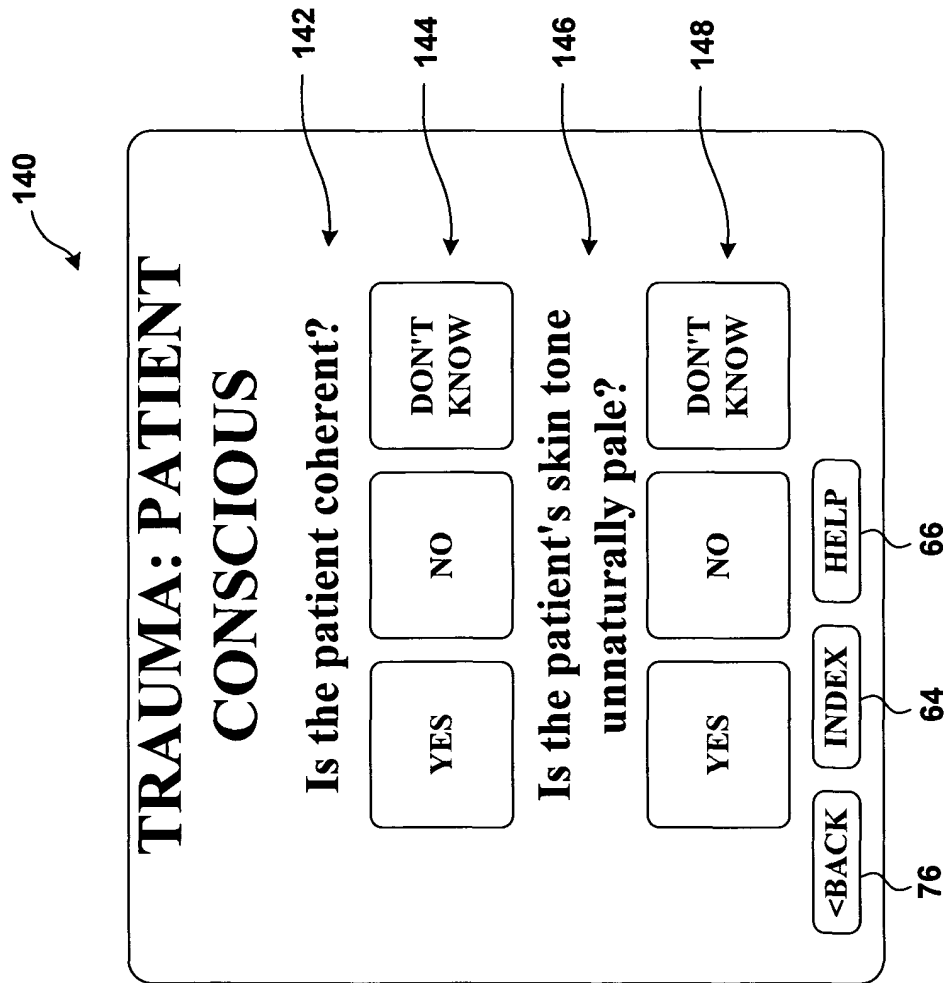 140
TRAUMA: PATIENT
CONSCIOUS
Is the patient coherent?
142
YES
NO
DON'T
KNOW
144
Is the patient's skin tone
unnaturally pale?
146
YES
NO
DON'T
KNOW
148
<BACK
INDEX
HELP
76
64
66